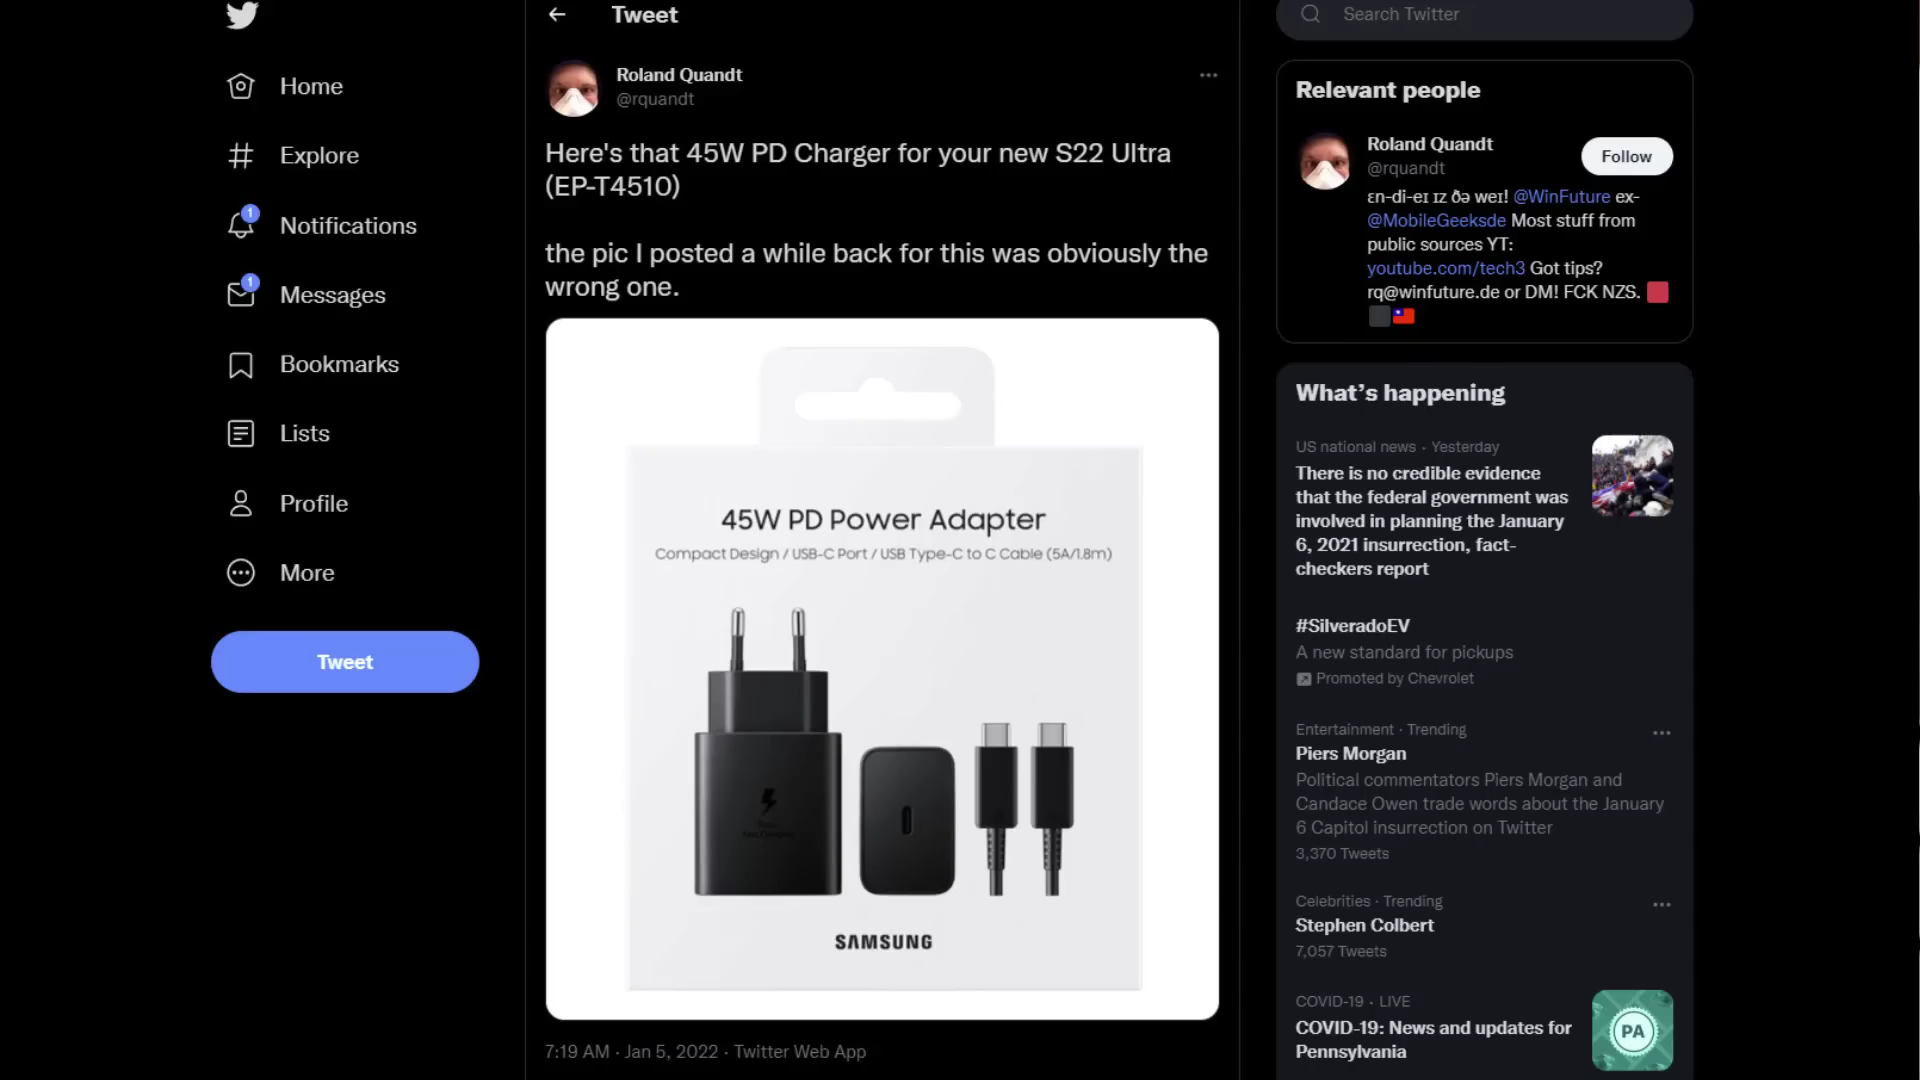 Home
Explore
1
Notifications
1
Messages
Bookmarks
Lists
Profile
More
Tweet
Tweet
Roland Quandt
@rquandt
Here's that 45W PD Charger for your new S22 Ultra
(EP-T4510)
the pic I posted a while back for this was obviously the
wrong one.
45W PD Power Adapter
Compact Design / USB-C Port / USB Type-C to C Cable (5A/1.8m)
SAMSUNG
7:19 AM · Jan 5, 2022 · Twitter Web App
Search Twitter
Relevant people
Roland Quandt
@rquandt
Follow
ɛn-di-eɪ ɪz ðə weɪ! @WinFuture ex-
@MobileGeeksde Most stuff from
public sources YT:
youtube.com/tech3 Got tips?
rq@winfuture.de or DM! FCK NZS.
What's happening
US national news · Yesterday
There is no credible evidence
that the federal government was
involved in planning the January
6, 2021 insurrection, fact-
checkers report
#SilveradoEV
A new standard for pickups
Promoted by Chevrolet
Entertainment · Trending
Piers Morgan
Political commentators Piers Morgan and
Candace Owen trade words about the January
6 Capitol insurrection on Twitter
3,370 Tweets
Celebrities · Trending
Stephen Colbert
7,057 Tweets
COVID-19 · LIVE
COVID-19: News and updates for
Pennsylvania
PA